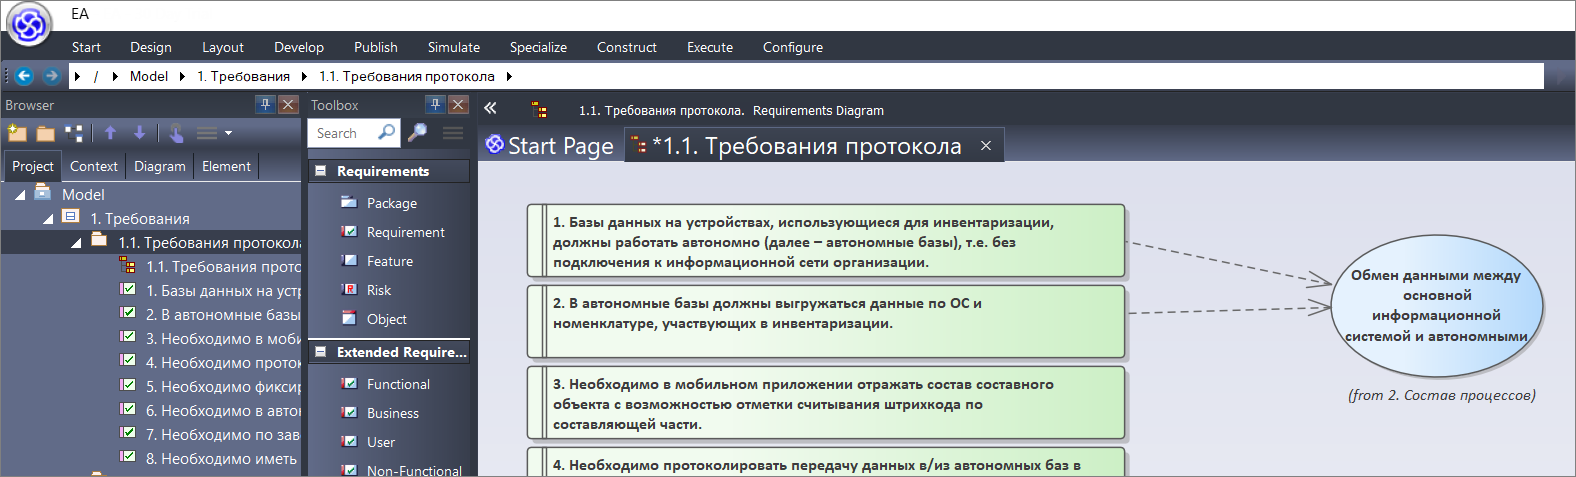 EA
Start Design Layout Develop Publish Simulate Specialize Construct Execute Configure
/ Model 1. Требования 1.1. Требования протокола
Browser
Project Context Diagram Element
Model
1. Требования
1.1. Требования протокола
1.1. Требования прото
1. Базы данных на устр
2. В автономные базы
3. Необходимо в моби
4. Необходимо проток
5. Необходимо фиксир
6. Необходимо в авто
7. Необходимо по зав
8. Необходимо иметь
Toolbox
Search
Requirements
Package
Requirement
Feature
Risk
Object
Extended Require...
Functional
Business
User
Non-Functional
1.1. Требования протокола. Requirements Diagram
Start Page *1.1. Требования протокола
1. Базы данных на устройствах, использующиеся для инвентаризации,
должны работать автономно (далее – автономные базы), т.е. без
подключения к информационной сети организации.
2. В автономные базы должны выгружаться данные по ОС и
номенклатуре, участвующих в инвентаризации.
3. Необходимо в мобильном приложении отражать состав составного
объекта с возможностью отметки считывания штрихкода по
составляющей части.
4. Необходимо протоколировать передачу данных в/из автономных баз в
Обмен данными между
основной
информационной
системой и автономными
(from 2. Состав процессов)